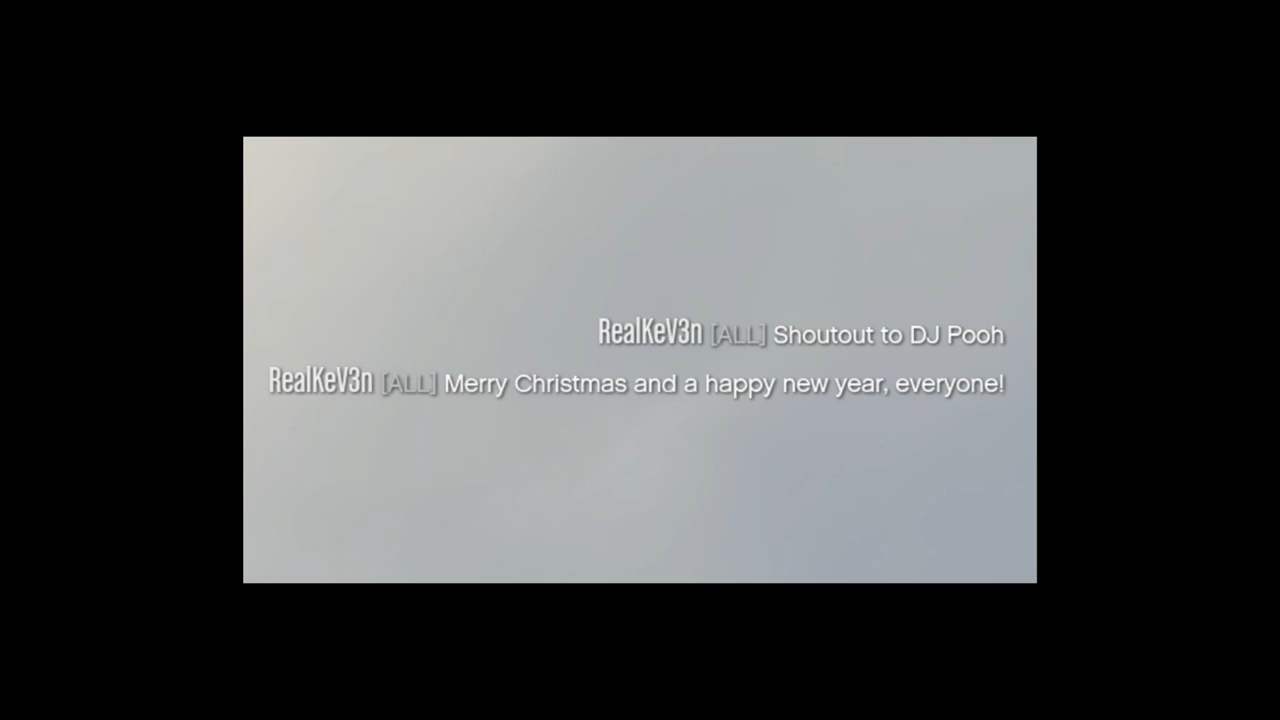 RealKeV3n [ALL] Shoutout to DJ Pooh
RealKeV3n [ALL] Merry Christmas and a happy new year, everyone!